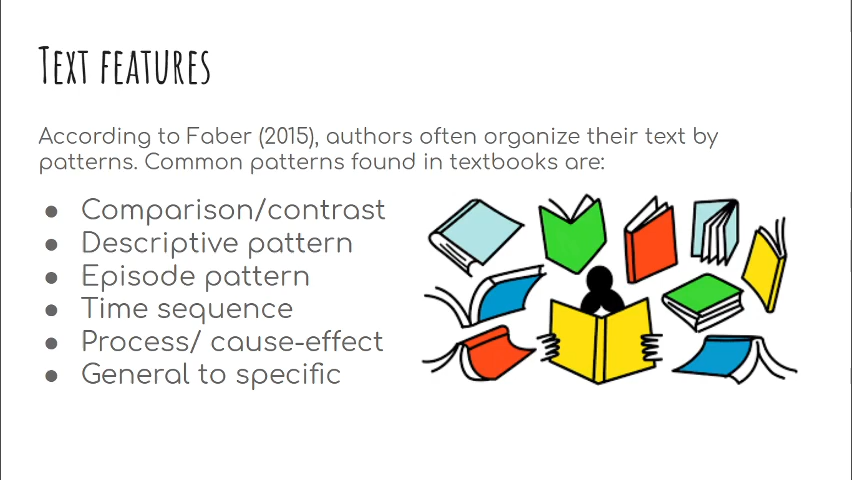 Text features
According to Faber (2015), authors often organize their text by
patterns. Common patterns found in textbooks are:
● Comparison/contrast
● Descriptive pattern
● Episode pattern
● Time sequence
● Process/ cause-effect
● General to specific